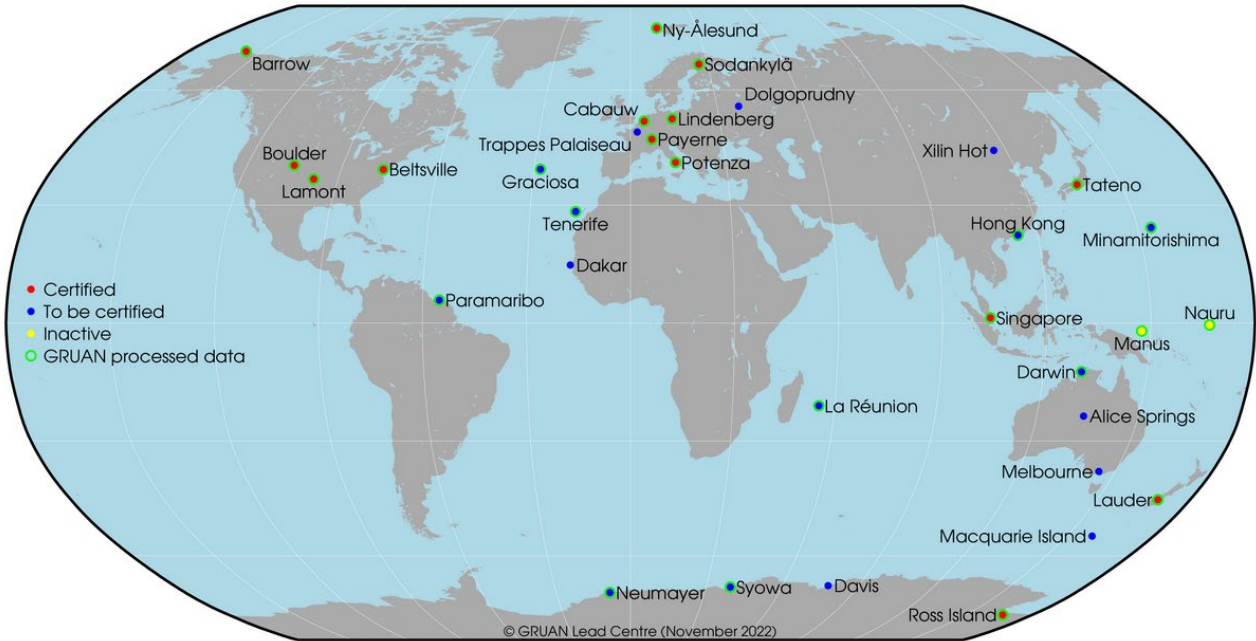 Ny-Ålesund
Barrow
Sodankylä
Dolgoprudny
Cabauw
Lindenberg
Trappes Palaiseau
Payerne
Xilin Hot
Boulder
Beltsville
Potenza
Lamont
Graciosa
Tateno
Tenerife
Hong Kong
Minamitorishima
Dakar
Certified
To be certified
Inactive
GRUAN processed data
Paramaribo
Singapore
Nauru
Manus
Darwin
La Réunion
Alice Springs
Melbourne
Lauder
Macquarie Island
Neumayer
Syowa
Davis
Ross Island
© GRUAN Lead Centre (November 2022)